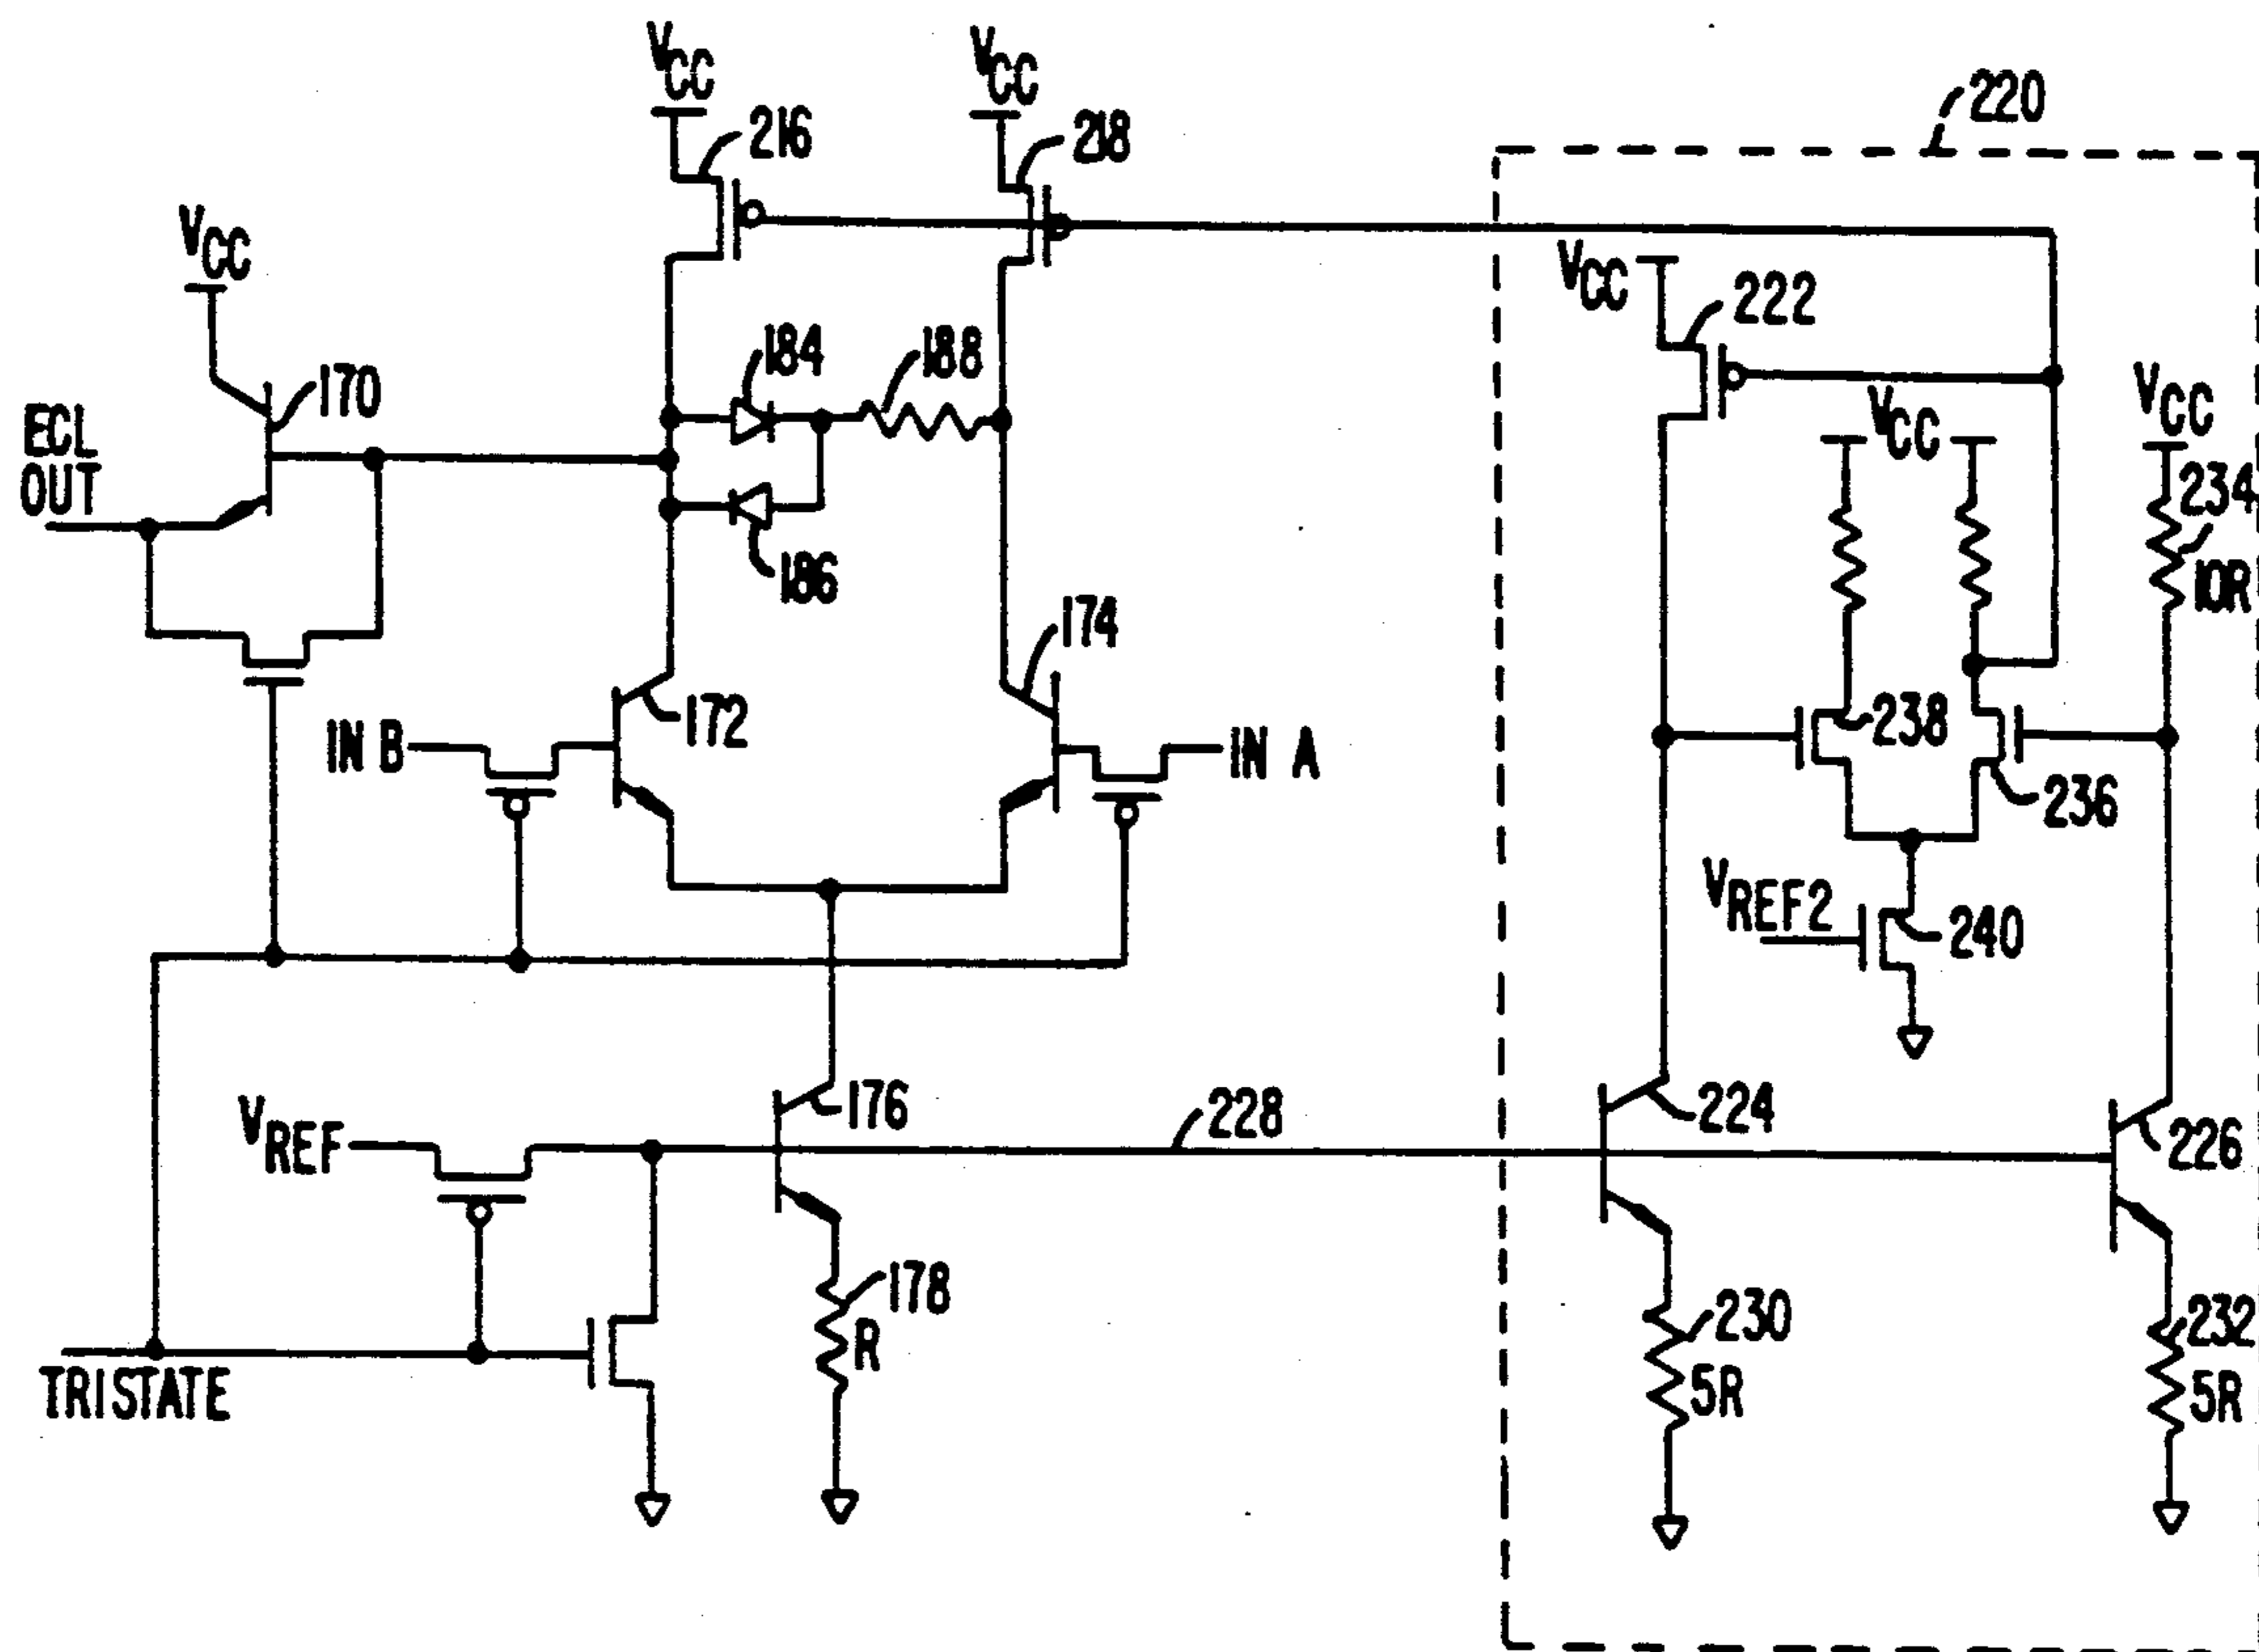 VCC
VCC
220
216
218
VCC
VCC
222
184
188
170
ECL
OUT
VCC
VCC
234
10R
186
174
172
IN B
IN A
238
236
VREF2
240
176
228
224
VREF
226
178
R
230
5R
232
5R
TRISTATE